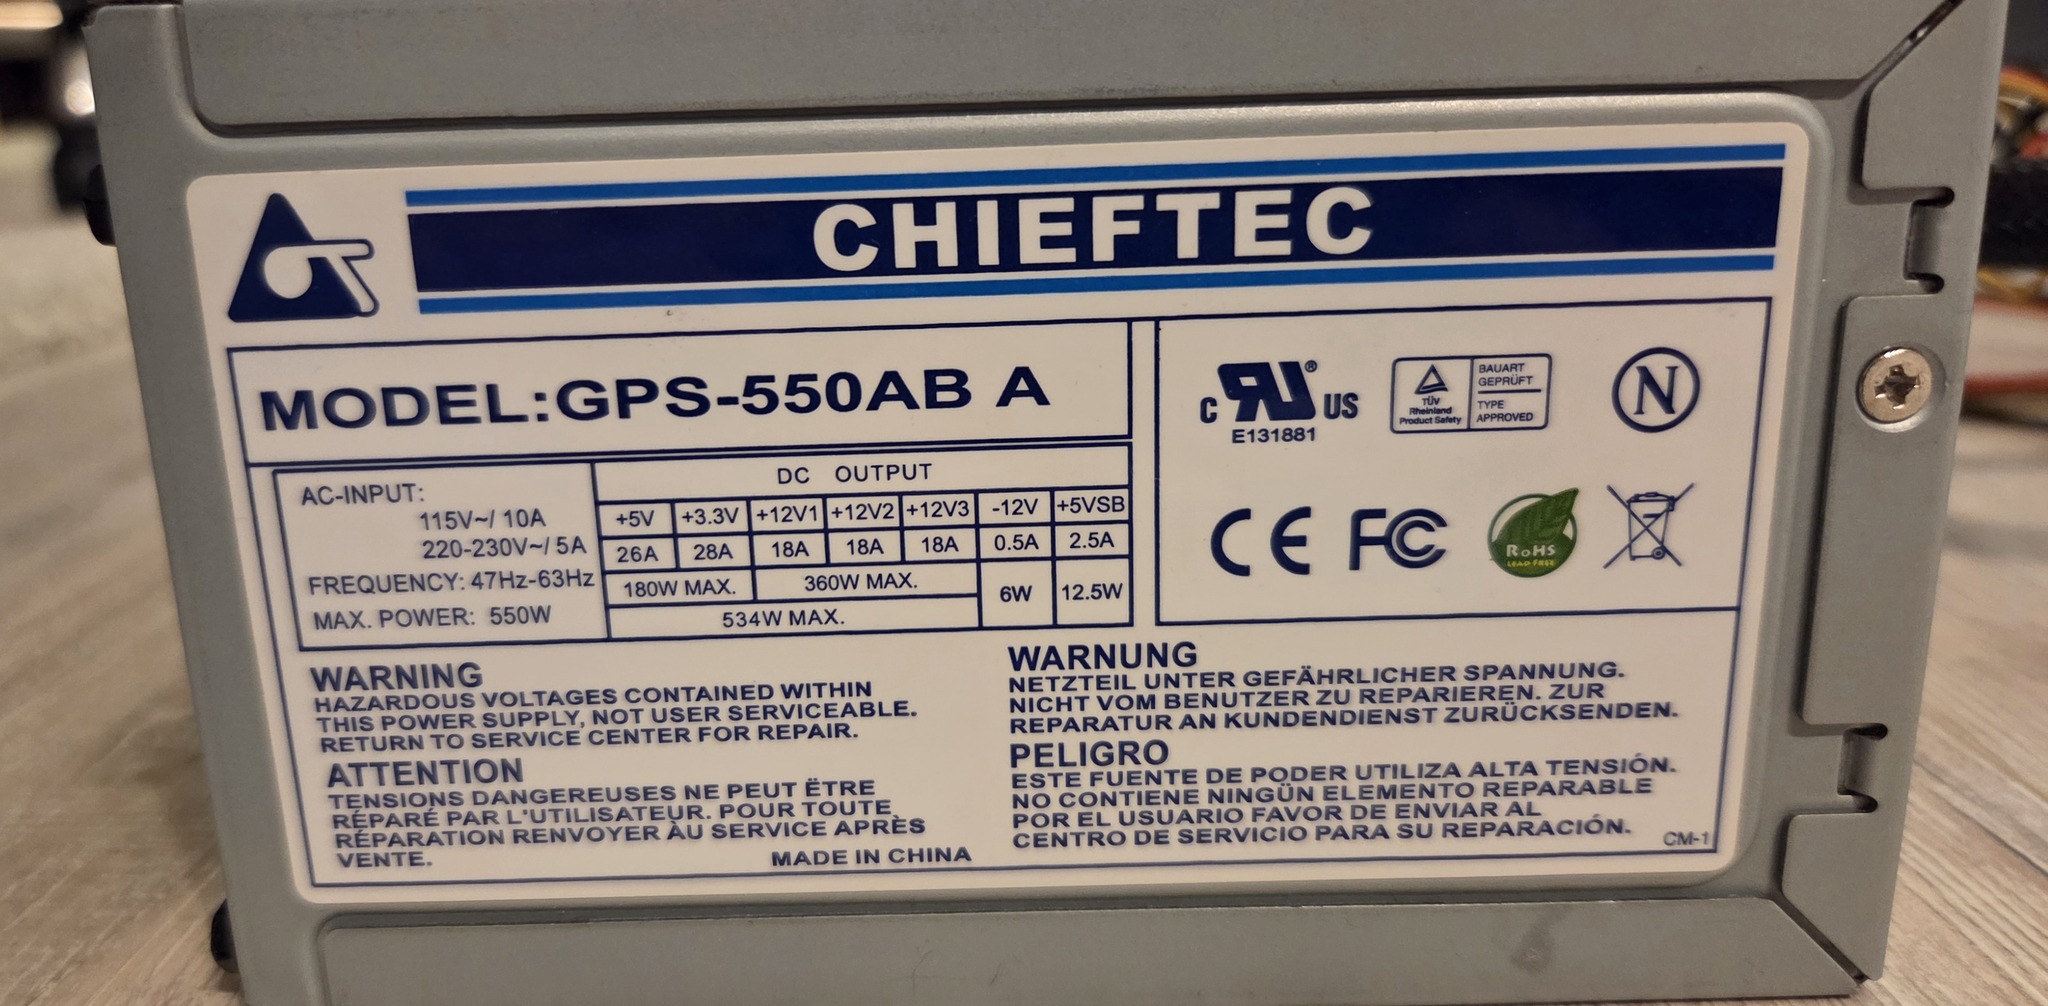 CHIEFTEC
MODEL:GPS-550AB A
AC-INPUT:
115V~/ 10A
220-230V~/ 5A
FREQUENCY: 47Hz-63Hz
MAX. POWER: 550W
DC OUTPUT
+5V +3.3V +12V1 +12V2 +12V3 -12V +5VSB
26A 28A 18A 18A 18A 0.5A 2.5A
180W MAX. 360W MAX. 6W 12.5W
534W MAX.
C RU ® US
E131881
TÜV
Rheinland
Product Safety
BAUART
GEPRÜFT
TYPE
APPROVED
N
CE FC
RoHS
LEAD FREE
WARNING
HAZARDOUS VOLTAGES CONTAINED WITHIN
THIS POWER SUPPLY, NOT USER SERVICEABLE.
RETURN TO SERVICE CENTER FOR REPAIR.
ATTENTION
TENSIONS DANGEREUSES NE PEUT ËTRE
RÉPARÉ PAR L'UTILISATEUR. POUR TOUTE
RÉPARATION RENVOYER ÀU SERVICE APRÈS
VENTE.
MADE IN CHINA
WARNUNG
NETZTEIL UNTER GEFÄHRLICHER SPANNUNG.
NICHT VOM BENUTZER ZU REPARIEREN. ZUR
REPARATUR AN KUNDENDIENST ZURÜCKSENDEN.
PELIGRO
ESTE FUENTE DE PODER UTILIZA ALTA TENSIÓN.
NO CONTIENE NINGÜN ELEMENTO REPARABLE
POR EL USUARIO FAVOR DE ENVIAR AL
CENTRO DE SERVICIO PARA SU REPARACIÓN.
CM-1